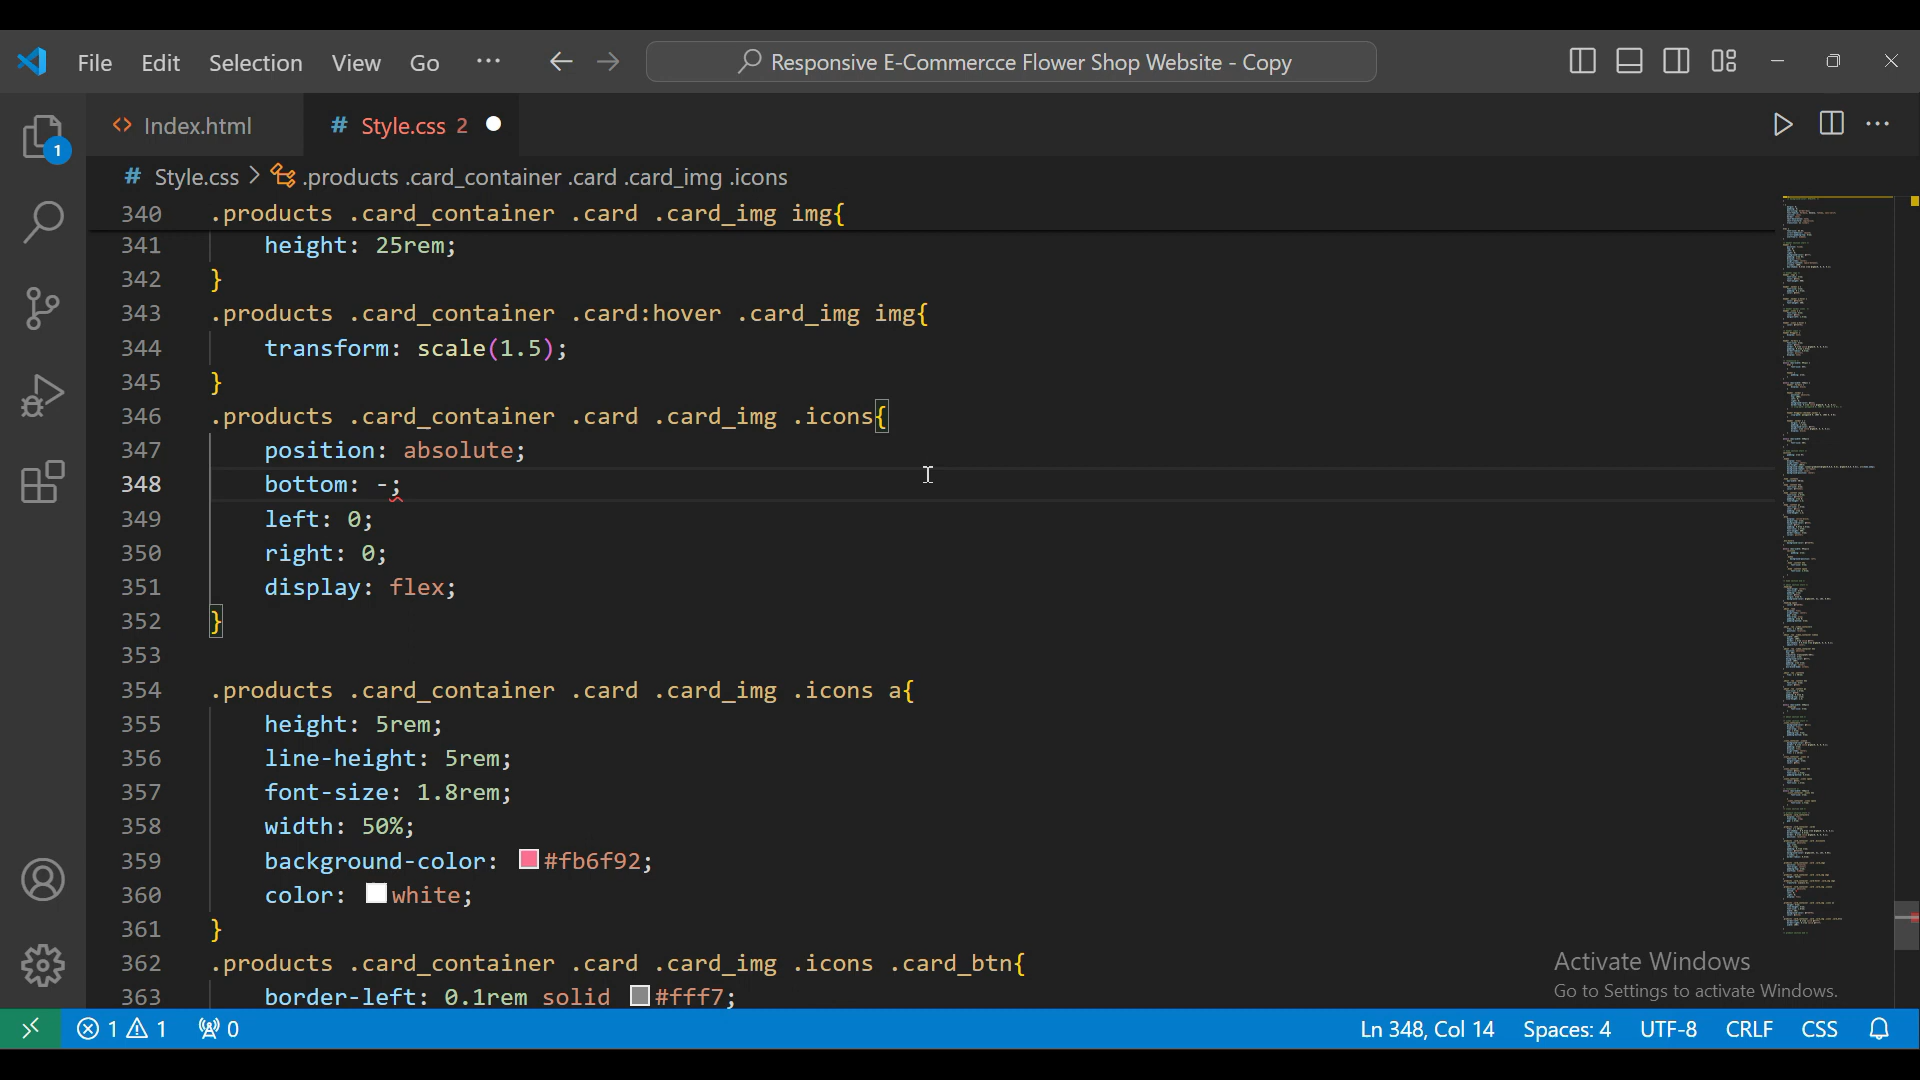 File Edit Selection View Go ··· Responsive E-Commercce Flower Shop Website - Copy
Index.html # Style.css 2
1
# Style.css > .products .card_container .card .card_img .icons
340 .products .card_container .card .card_img img{
341 height: 25rem;
342 }
343 .products .card_container .card:hover .card_img img{
344 transform: scale(1.5);
345 }
346 .products .card_container .card .card_img .icons{
347 position: absolute;
348 bottom: -;
349 left: 0;
350 right: 0;
351 display: flex;
352 }
353
354 .products .card_container .card .card_img .icons a{
355 height: 5rem;
356 line-height: 5rem;
357 font-size: 1.8rem;
358 width: 50%;
359 background-color: #fb6f92;
360 color: white;
361 }
362 .products .card_container .card .card_img .icons .card_btn{
363 border-left: 0.1rem solid #fff7;
Activate Windows
Go to Settings to activate Windows.
1 1 0 Ln 348, Col 14 Spaces: 4 UTF-8 CRLF CSS